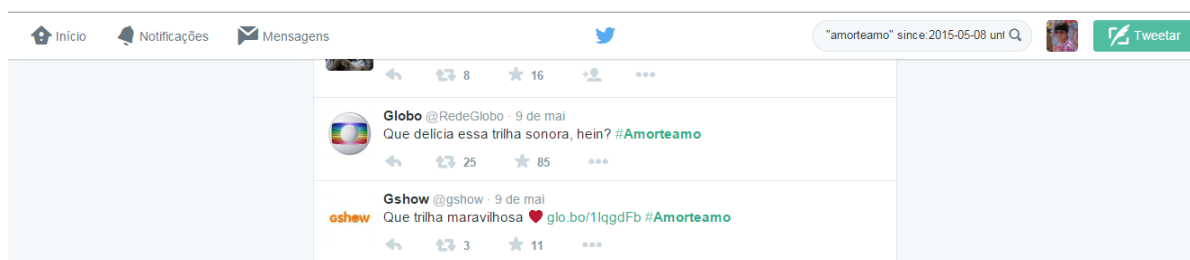 Início Notificações Mensagens "amorteamo" since:2015-05-08 unt Tweetar
8 16
Globo @RedeGlobo · 9 de mai
Que delícia essa trilha sonora, hein? #Amorteamo
25 85
Gshow @gshow · 9 de mai
gshow Que trilha maravilhosa ❤ glo.bo/1IqgdFb #Amorteamo
3 11